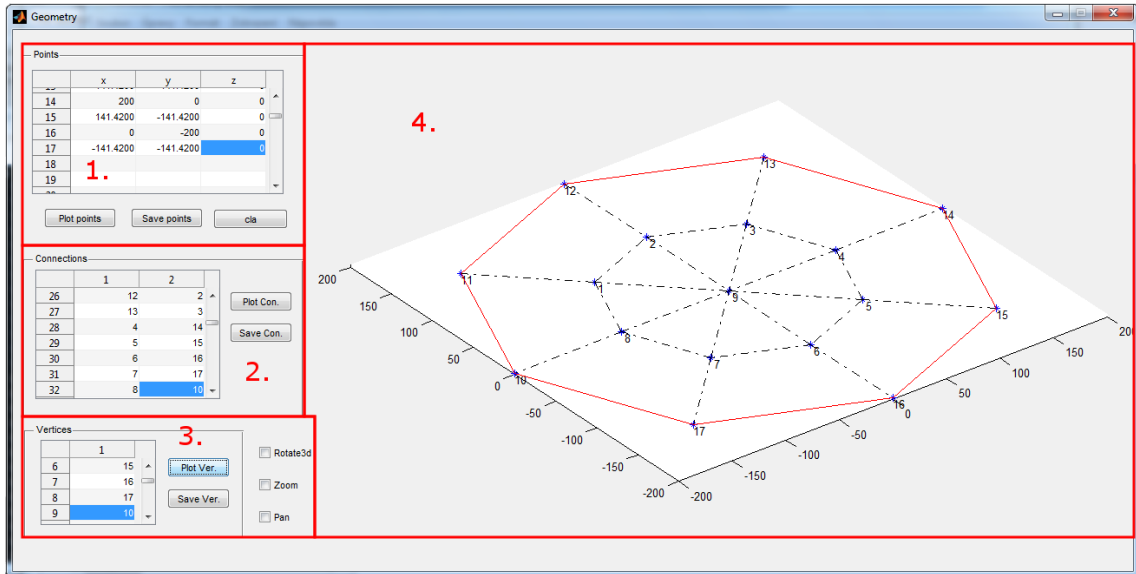 Geometry
Points
x y z
14 200 0 0
15 141.4200 -141.4200 0
16 0 -200 0
17 -141.4200 -141.4200 0
18
19
1.
Plot points Save points cla
Connections
1 2
26 12 2
27 13 3
28 4 14
29 5 15
30 6 16
31 7 17
32 8 10
Plot Con.
Save Con.
2.
Vertices
1
6 15
7 16
8 17
9 10
3.
Plot Ver.
Save Ver.
Rotate3d
Zoom
Pan
4.
13
12
14
3
2
4
11
1
9
5
15
8
6
7
10
16
17
200
150
100
50
0
-50
-100
-150
-200
-200
-150
-100
-50
0
50
100
150
200